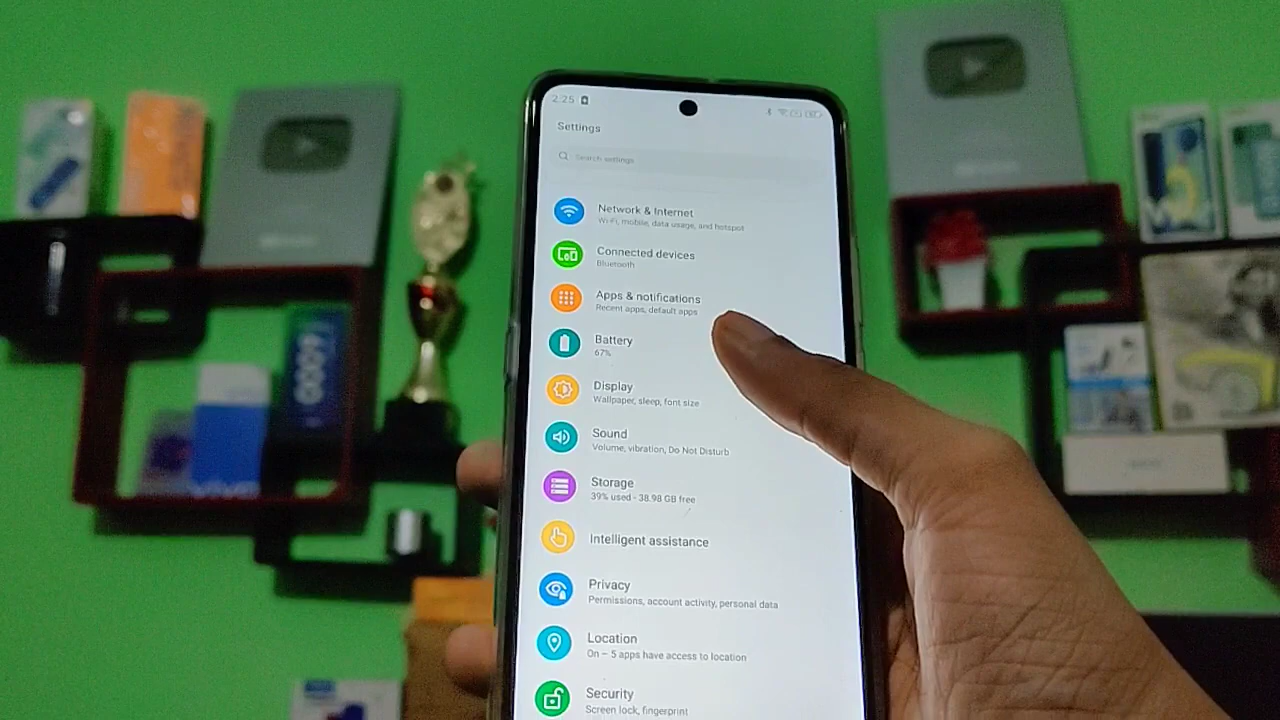 2:25
Settings
Search settings
Network & Internet
Wi-Fi, mobile, data usage, and hotspot
Connected devices
Bluetooth
Apps & notifications
Recent apps, default apps
Battery
67%
Display
Wallpaper, sleep, font size
Sound
Volume, vibration, Do Not Disturb
Storage
39% used - 38.98 GB free
Intelligent assistance
Privacy
Permissions, account activity, personal data
Location
On – 5 apps have access to location
Security
Screen lock, fingerprint
vivo